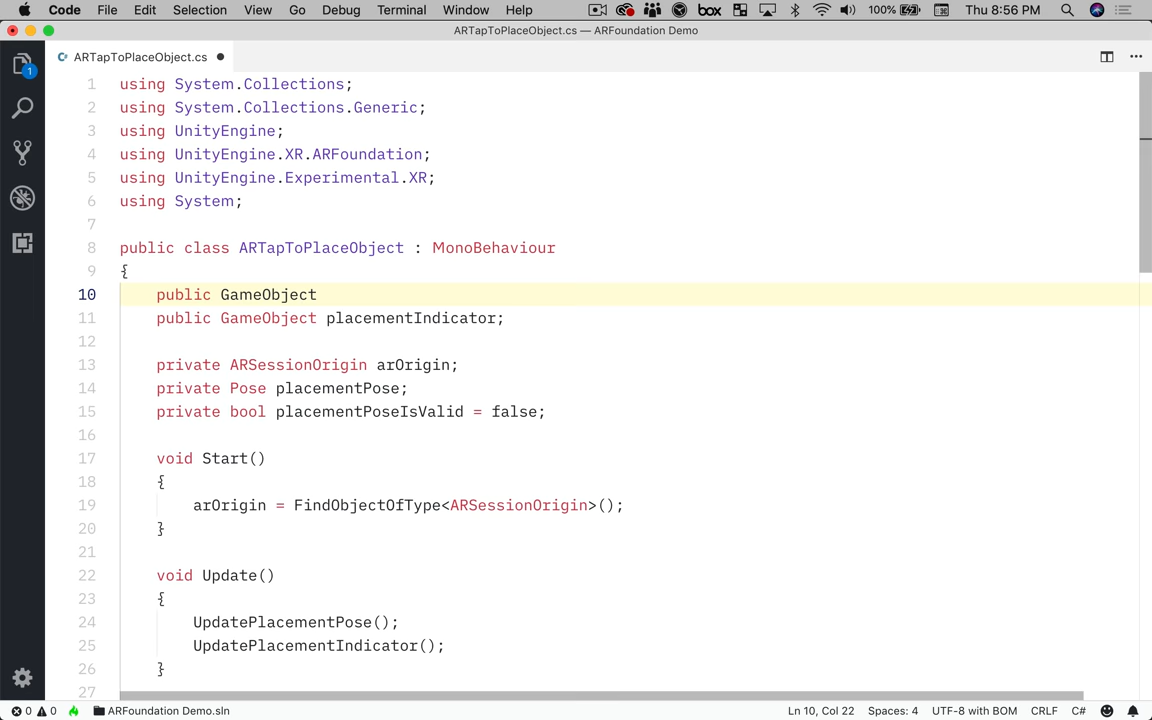 Code File Edit Selection View Go Debug Terminal Window Help box 100% Thu 8:56 PM
ARTapToPlaceObject.cs — ARFoundation Demo
ARTapToPlaceObject.cs
1
1 using System.Collections;
2 using System.Collections.Generic;
3 using UnityEngine;
4 using UnityEngine.XR.ARFoundation;
5 using UnityEngine.Experimental.XR;
6 using System;
7
8 public class ARTapToPlaceObject : MonoBehaviour
9 {
10 public GameObject
11 public GameObject placementIndicator;
12
13 private ARSessionOrigin arOrigin;
14 private Pose placementPose;
15 private bool placementPoseIsValid = false;
16
17 void Start()
18 {
19 arOrigin = FindObjectOfType<ARSessionOrigin>();
20 }
21
22 void Update()
23 {
24 UpdatePlacementPose();
25 UpdatePlacementIndicator();
26 }
27
0 0 ARFoundation Demo.sln Ln 10, Col 22 Spaces: 4 UTF-8 with BOM CRLF C#